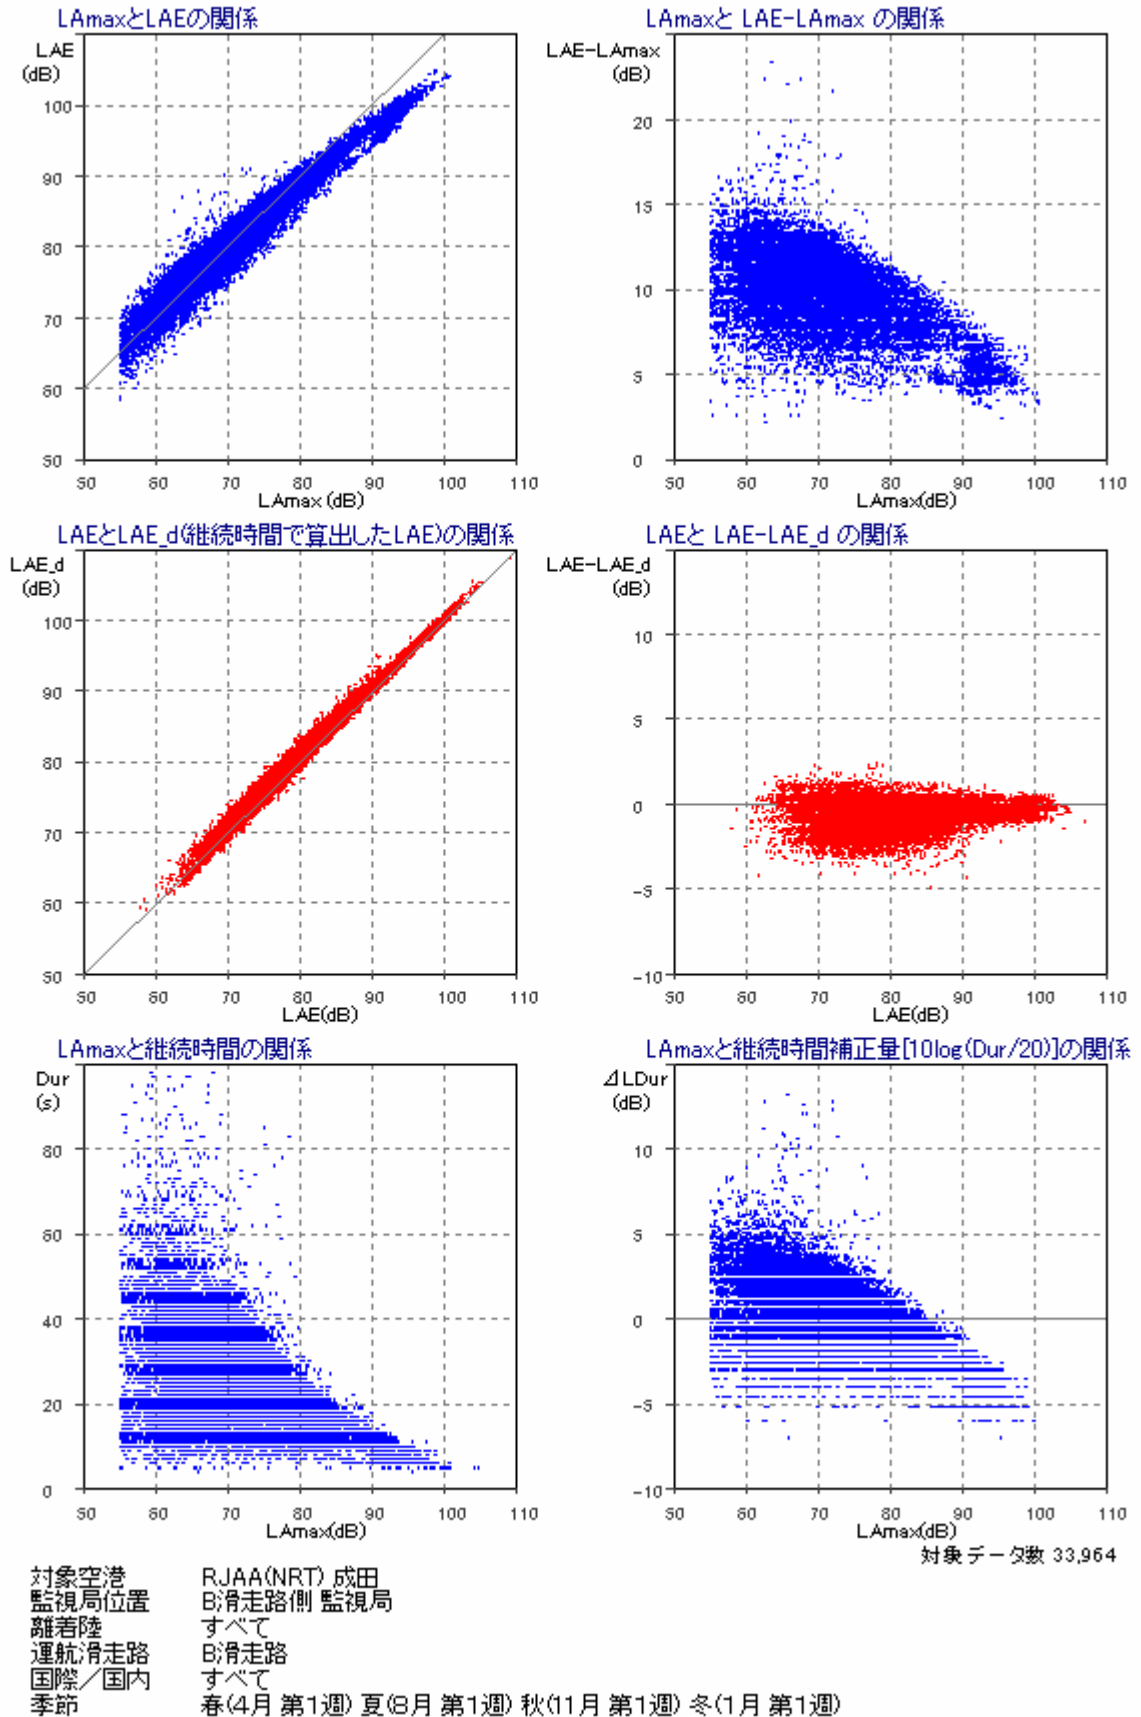 LAmaxとLAEの関係
LAE
(dB)
100
90
80
70
60
50
50 60 70 80 90 100 110
LAmax (dB)
LAmaxと LAE-LAmax の関係
LAE-LAmax
(dB)
20
15
10
5
0
50 60 70 80 90 100 110
LAmax(dB)
LAEとLAE_d(継続時間で算出したLAE)の関係
LAE_d
(dB)
100
90
80
70
60
50
50 60 70 80 90 100 110
LAE(dB)
LAEと LAE-LAE_d の関係
LAE-LAE_d
(dB)
10
5
0
-5
-10
50 60 70 80 90 100 110
LAE(dB)
LAmaxと継続時間の関係
Dur
(s)
80
60
40
20
0
50 60 70 80 90 100 110
LAmax(dB)
LAmaxと継続時間補正量[10log(Dur/20)]の関係
⊿LDur
(dB)
10
5
0
-5
-10
50 60 70 80 90 100 110
LAmax(dB)
対象データ数 33,964
対象空港 RJAA(NRT) 成田
監視局位置 B滑走路側 監視局
離着陸 すべて
運航滑走路 B滑走路
国際／国内 すべて
季節 春(4月 第1週) 夏(8月 第1週) 秋(11月 第1週) 冬(1月 第1週)